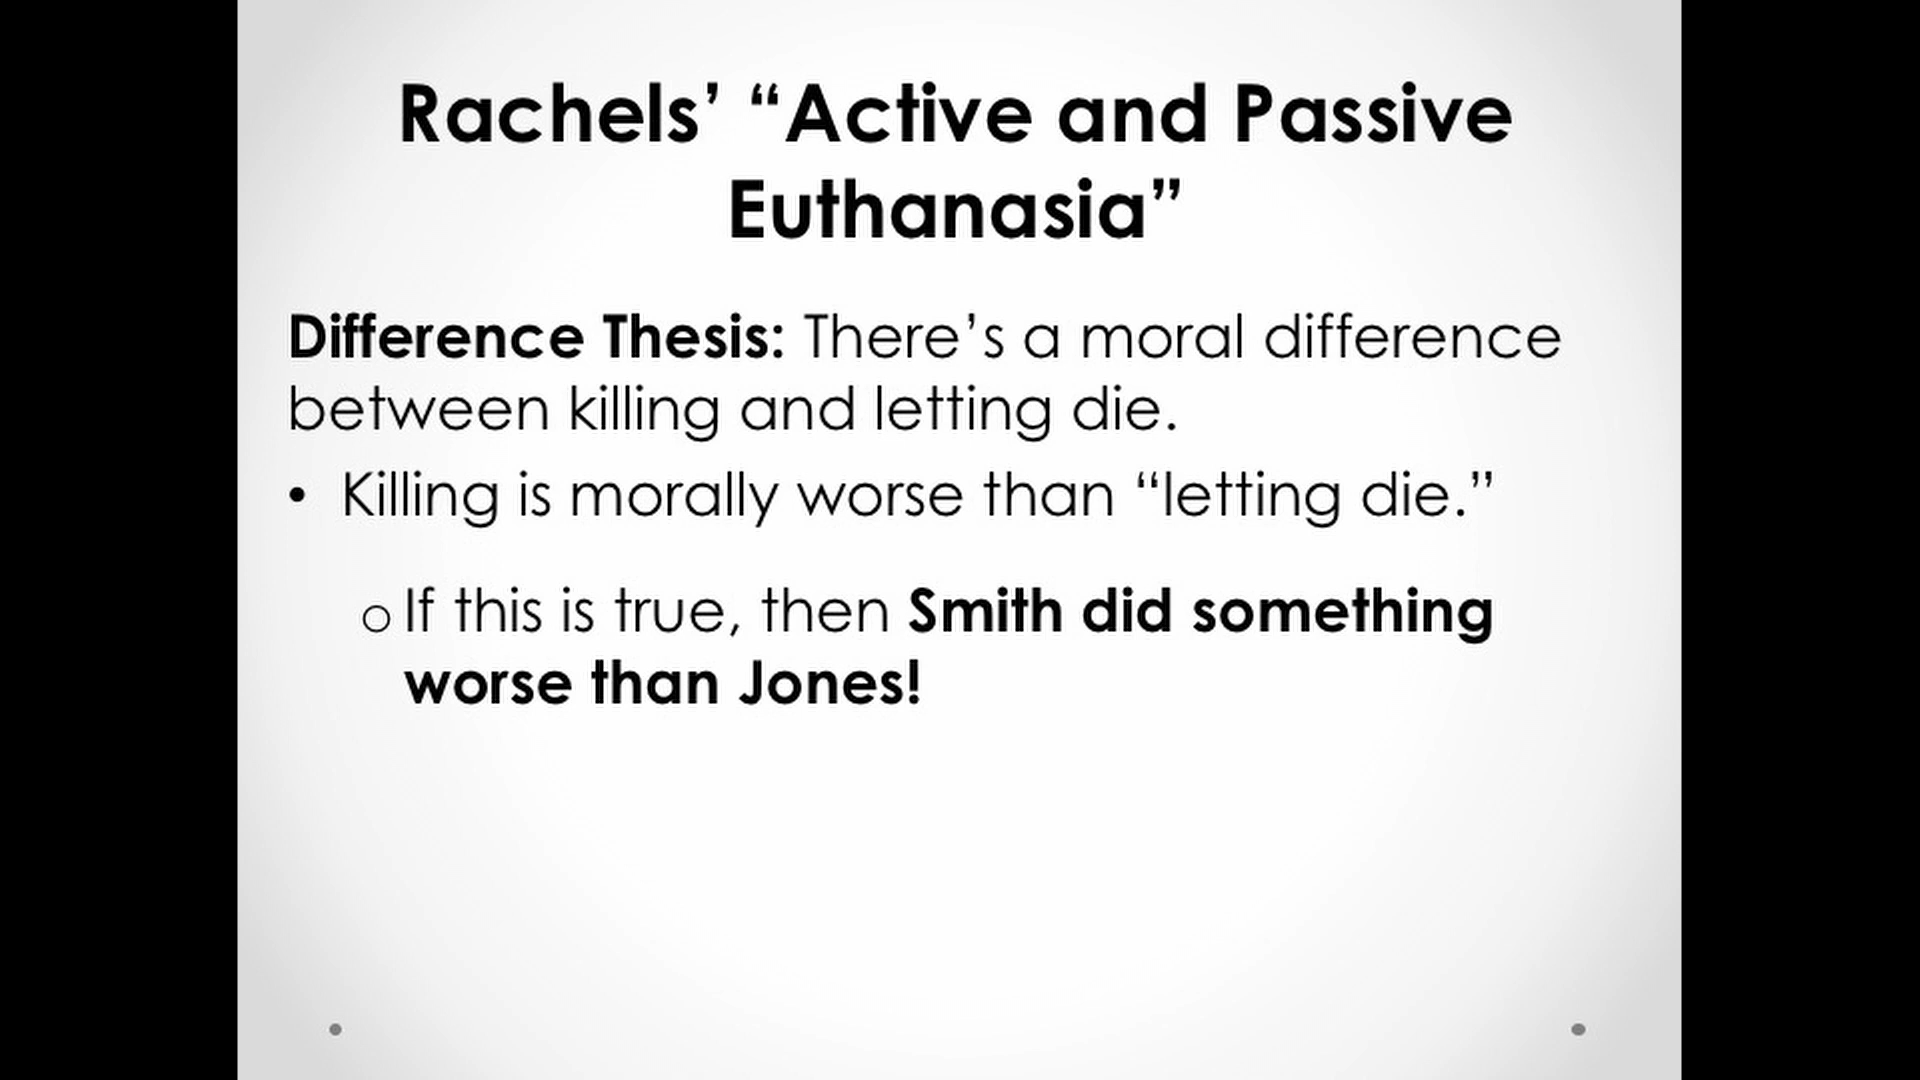 Rachels’ “Active and Passive
Euthanasia”
Difference Thesis: There’s a moral difference
between killing and letting die.
• Killing is morally worse than “letting die.”
o If this is true, then Smith did something
worse than Jones!